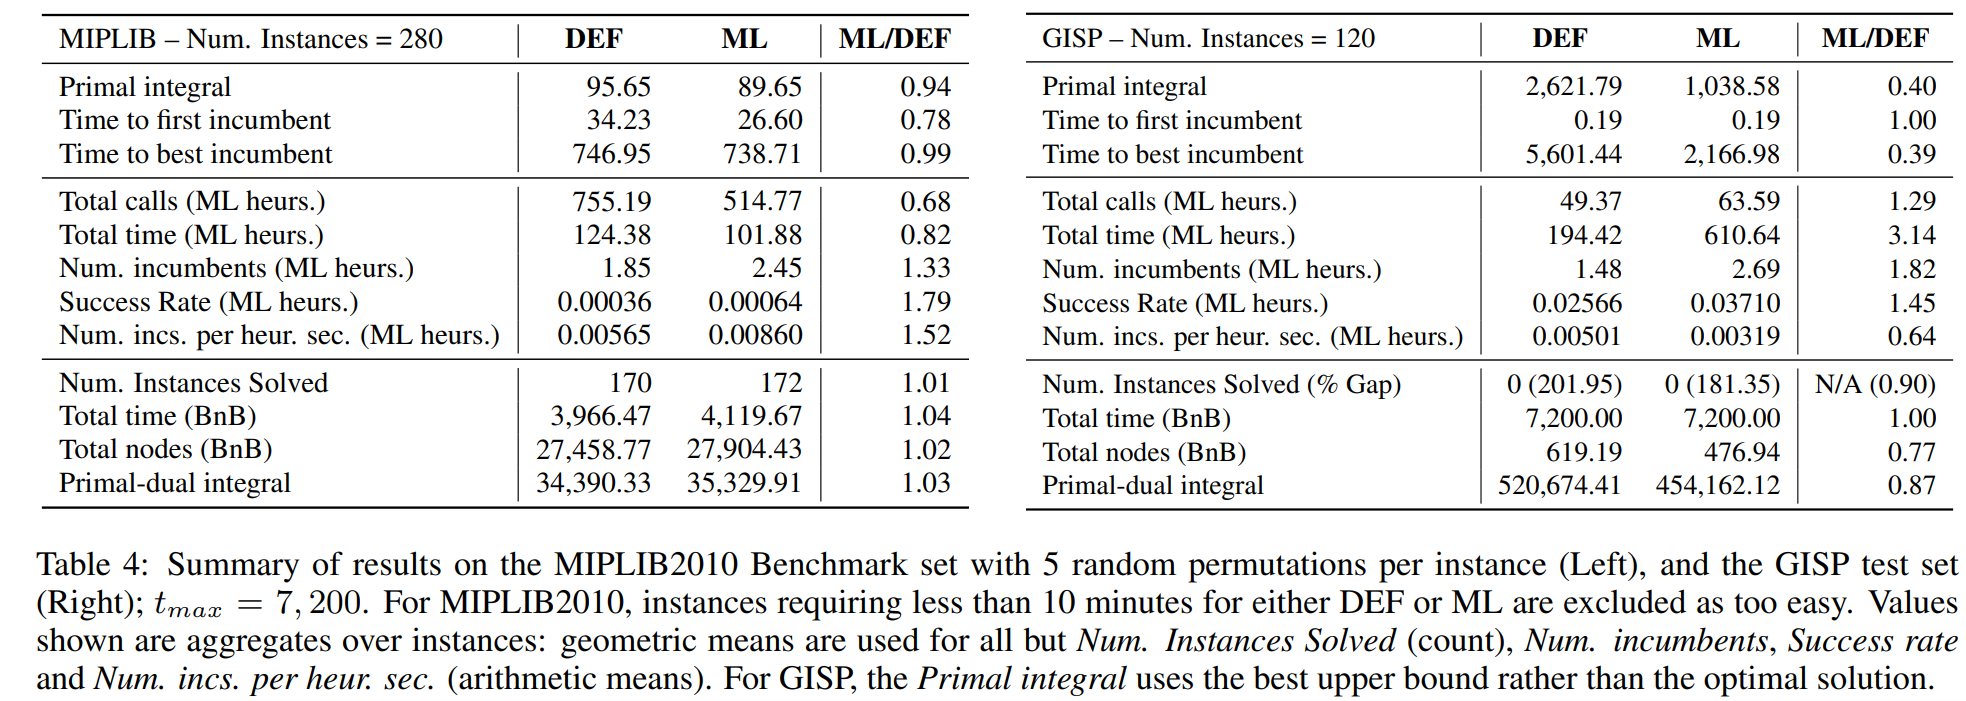 MIPLIB – Num. Instances = 280 DEF ML ML/DEF
Primal integral 95.65 89.65 0.94
Time to first incumbent 34.23 26.60 0.78
Time to best incumbent 746.95 738.71 0.99
Total calls (ML heurs.) 755.19 514.77 0.68
Total time (ML heurs.) 124.38 101.88 0.82
Num. incumbents (ML heurs.) 1.85 2.45 1.33
Success Rate (ML heurs.) 0.00036 0.00064 1.79
Num. incs. per heur. sec. (ML heurs.) 0.00565 0.00860 1.52
Num. Instances Solved 170 172 1.01
Total time (BnB) 3,966.47 4,119.67 1.04
Total nodes (BnB) 27,458.77 27,904.43 1.02
Primal-dual integral 34,390.33 35,329.91 1.03
GISP – Num. Instances = 120 DEF ML ML/DEF
Primal integral 2,621.79 1,038.58 0.40
Time to first incumbent 0.19 0.19 1.00
Time to best incumbent 5,601.44 2,166.98 0.39
Total calls (ML heurs.) 49.37 63.59 1.29
Total time (ML heurs.) 194.42 610.64 3.14
Num. incumbents (ML heurs.) 1.48 2.69 1.82
Success Rate (ML heurs.) 0.02566 0.03710 1.45
Num. incs. per heur. sec. (ML heurs.) 0.00501 0.00319 0.64
Num. Instances Solved (% Gap) 0 (201.95) 0 (181.35) N/A (0.90)
Total time (BnB) 7,200.00 7,200.00 1.00
Total nodes (BnB) 619.19 476.94 0.77
Primal-dual integral 520,674.41 454,162.12 0.87
Table 4: Summary of results on the MIPLIB2010 Benchmark set with 5 random permutations per instance (Left), and the GISP test set
(Right); tmax = 7, 200. For MIPLIB2010, instances requiring less than 10 minutes for either DEF or ML are excluded as too easy. Values
shown are aggregates over instances: geometric means are used for all but Num. Instances Solved (count), Num. incumbents, Success rate
and Num. incs. per heur. sec. (arithmetic means). For GISP, the Primal integral uses the best upper bound rather than the optimal solution.